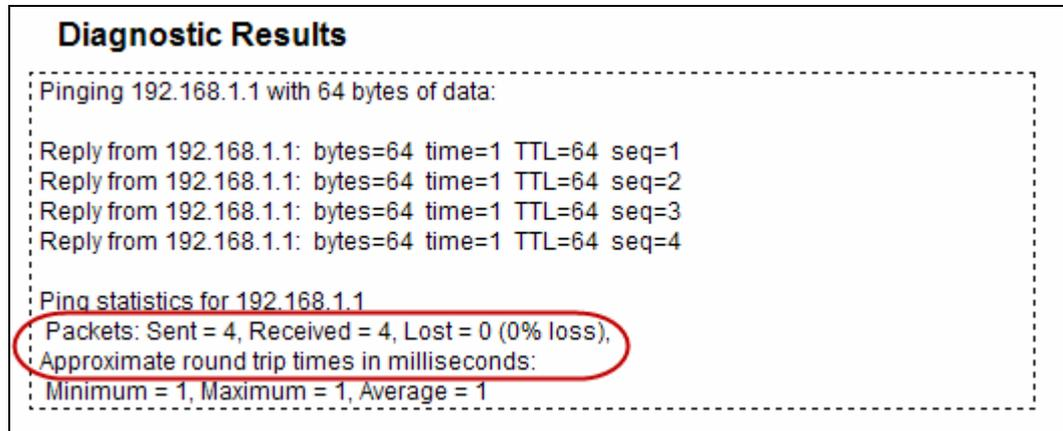 Diagnostic Results
Pinging 192.168.1.1 with 64 bytes of data:
Reply from 192.168.1.1: bytes=64 time=1 TTL=64 seq=1
Reply from 192.168.1.1: bytes=64 time=1 TTL=64 seq=2
Reply from 192.168.1.1: bytes=64 time=1 TTL=64 seq=3
Reply from 192.168.1.1: bytes=64 time=1 TTL=64 seq=4
Ping statistics for 192.168.1.1
Packets: Sent = 4, Received = 4, Lost = 0 (0% loss),
Approximate round trip times in milliseconds:
Minimum = 1, Maximum = 1, Average = 1